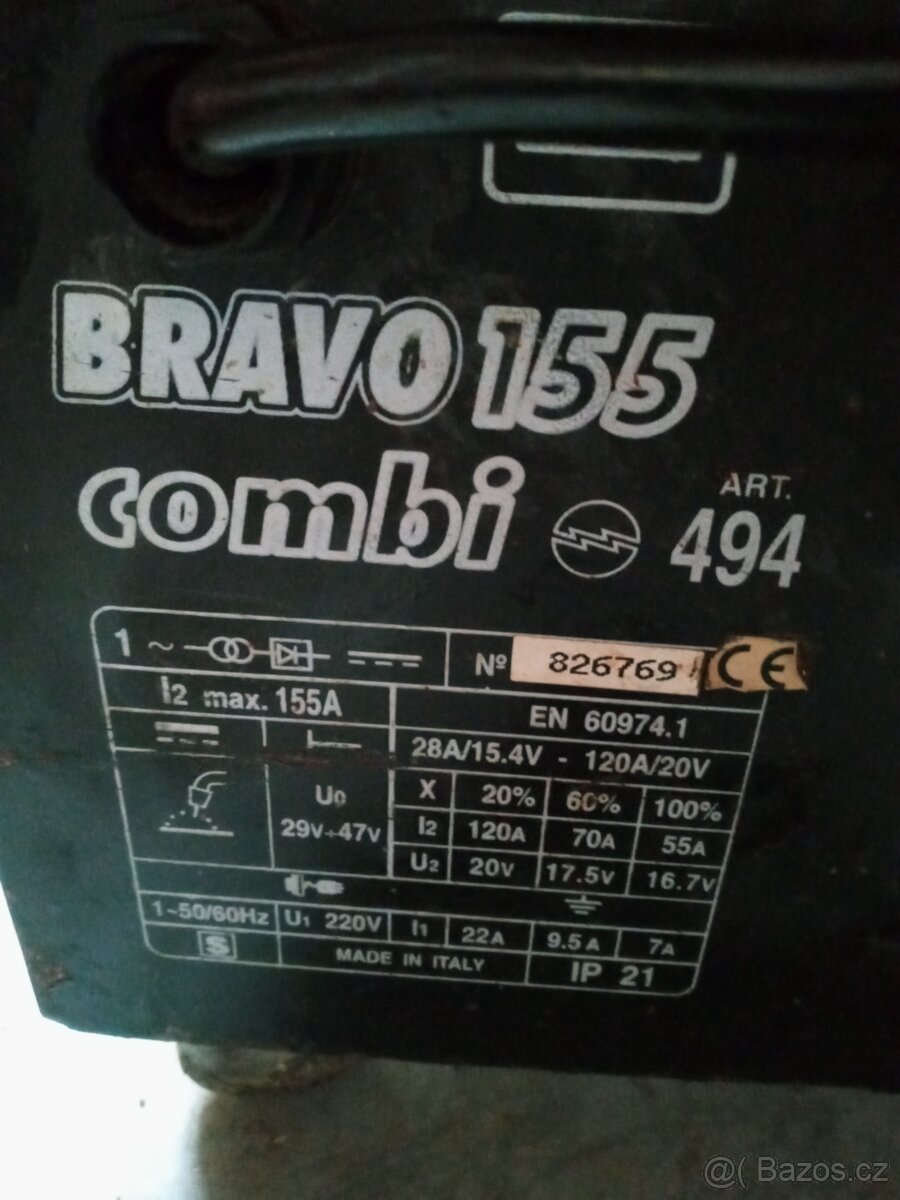 BRAVO 155
combi
ART.
494
1 ~
Nº 826769 CE
I2 max. 155A
EN 60974.1
28A/15.4V - 120A/20V
U0
29V÷47V
X 20% 60% 100%
I2 120A 70A 55A
U2 20V 17.5V 16.7V
1~50/60Hz U1 220V I1 22A 9.5A 7A
S MADE IN ITALY IP 21
@( Bazos.cz